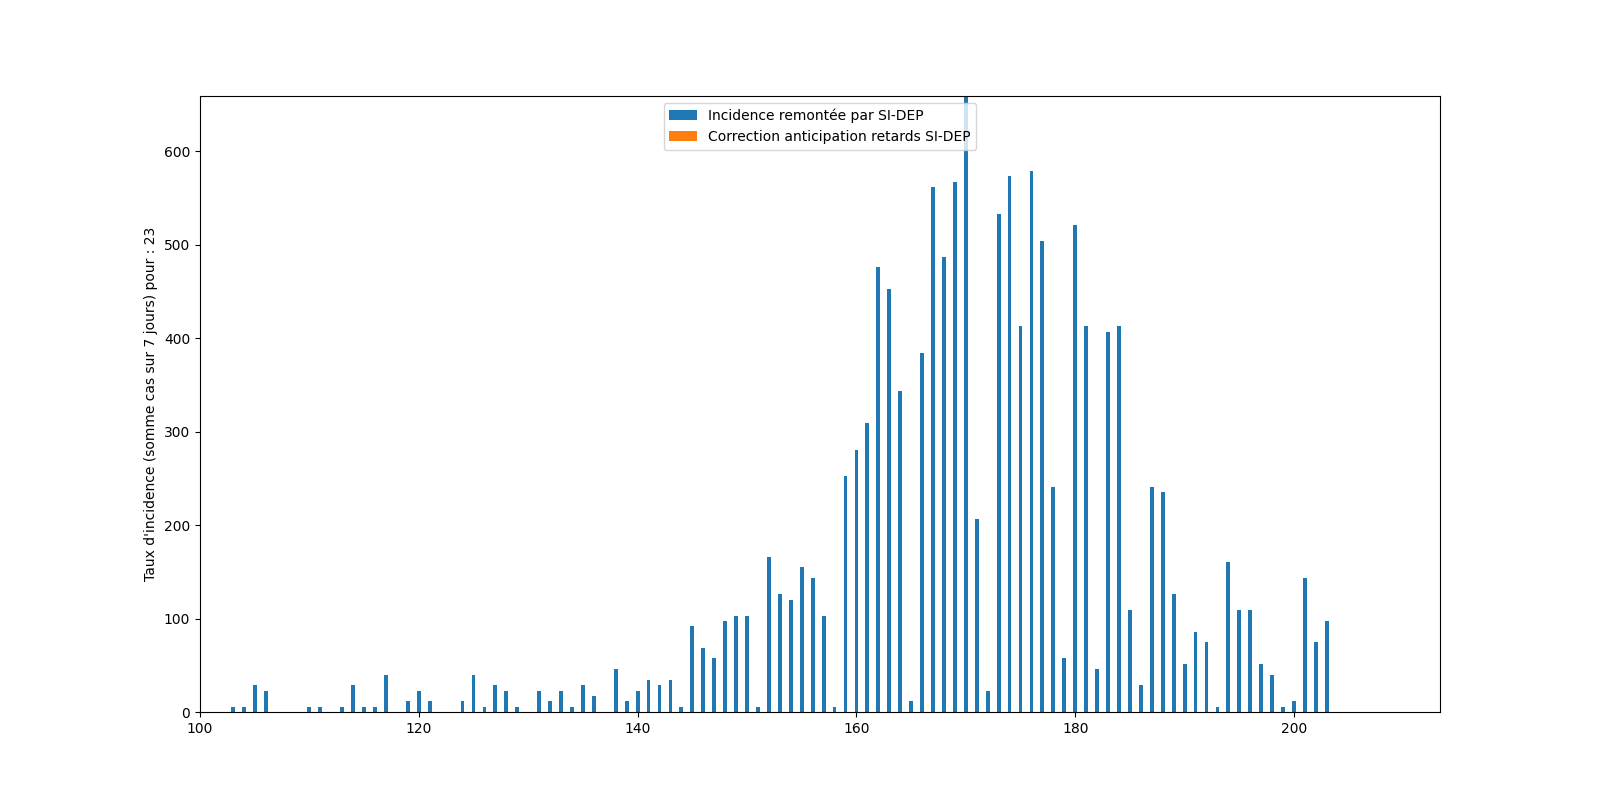 Incidence remontée par SI-DEP
Correction anticipation retards SI-DEP
Taux d'incidence (somme cas sur 7 jours) pour : 23
600
500
400
300
200
100
0
100 120 140 160 180 200